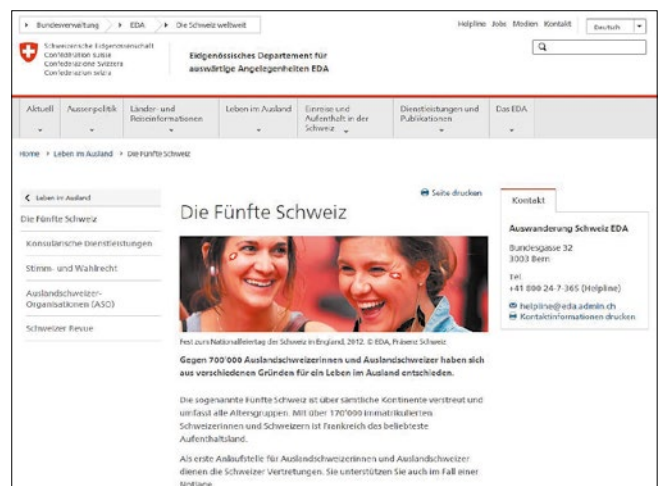 Bundesverwaltung EDA Die Schweiz weltweit
Helpline Jobs Medien Kontakt Deutsch
Schweizerische Eidgenossenschaft
Confédération suisse
Confederazione Svizzera
Confederaziun svizra
Eidgenössisches Departement für
auswärtige Angelegenheiten EDA
Aktuell Aussenpolitik Länder- und
Reiseinformationen Leben im Ausland Einreise und
Aufenthalt in der
Schweiz Dienstleistungen und
Publikationen Das EDA
Home Leben im Ausland Die Fünfte Schweiz
Leben im Ausland
Die Fünfte Schweiz
Konsularische Dienstleistungen
Stimm- und Wahlrecht
Auslandschweizer-
Organisationen (ASO)
Schweizer Revue
Seite drucken
Die Fünfte Schweiz
Fest zum Nationalfeiertag der Schweiz in England, 2012. © EDA, Präsenz Schweiz
Gegen 700'000 Auslandschweizerinnen und Auslandschweizer haben sich
aus verschiedenen Gründen für ein Leben im Ausland entschieden.
Die sogenannte Fünfte Schweiz ist über sämtliche Kontinente verstreut und
umfasst alle Altersgruppen. Mit über 170'000 immatrikulierten
Schweizerinnen und Schweizern ist Frankreich das beliebteste
Aufenthaltsland.
Als erste Anlaufstelle für Auslandschweizerinnen und Auslandschweizer
dienen die Schweizer Vertretungen. Sie unterstützen Sie auch im Fall einer
Notlage.
Kontakt
Auswanderung Schweiz EDA
Bundesgasse 32
3003 Bern
Tel.
+41 800 24-7-365 (Helpline)
helpline@eda.admin.ch
Kontaktinformationen drucken